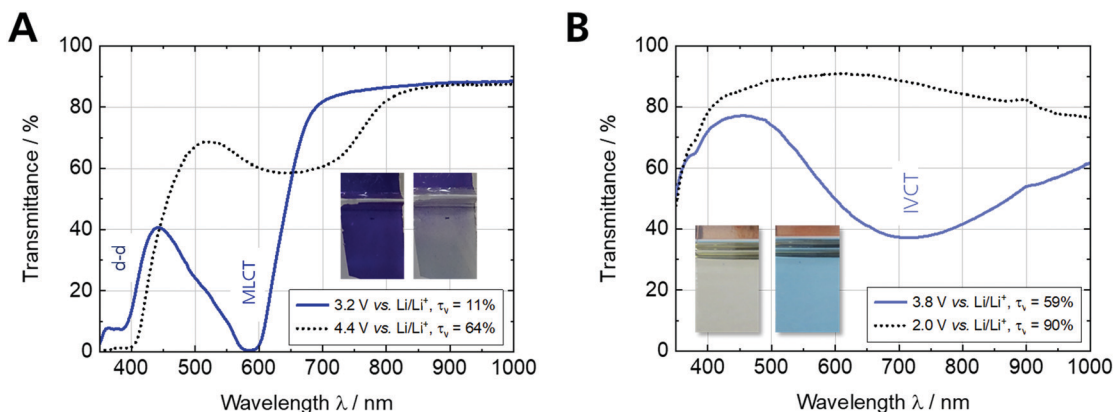 A
100
80
60
40
20
0
Transmittance / %
400 500 600 700 800 900 1000
Wavelength λ / nm
d-d
MLCT
3.2 V vs. Li/Li⁺, τᵥ = 11%
4.4 V vs. Li/Li⁺, τᵥ = 64%
B
100
80
60
40
20
0
Transmittance / %
400 500 600 700 800 900 1000
Wavelength λ / nm
IVCT
3.8 V vs. Li/Li⁺, τᵥ = 59%
2.0 V vs. Li/Li⁺, τᵥ = 90%